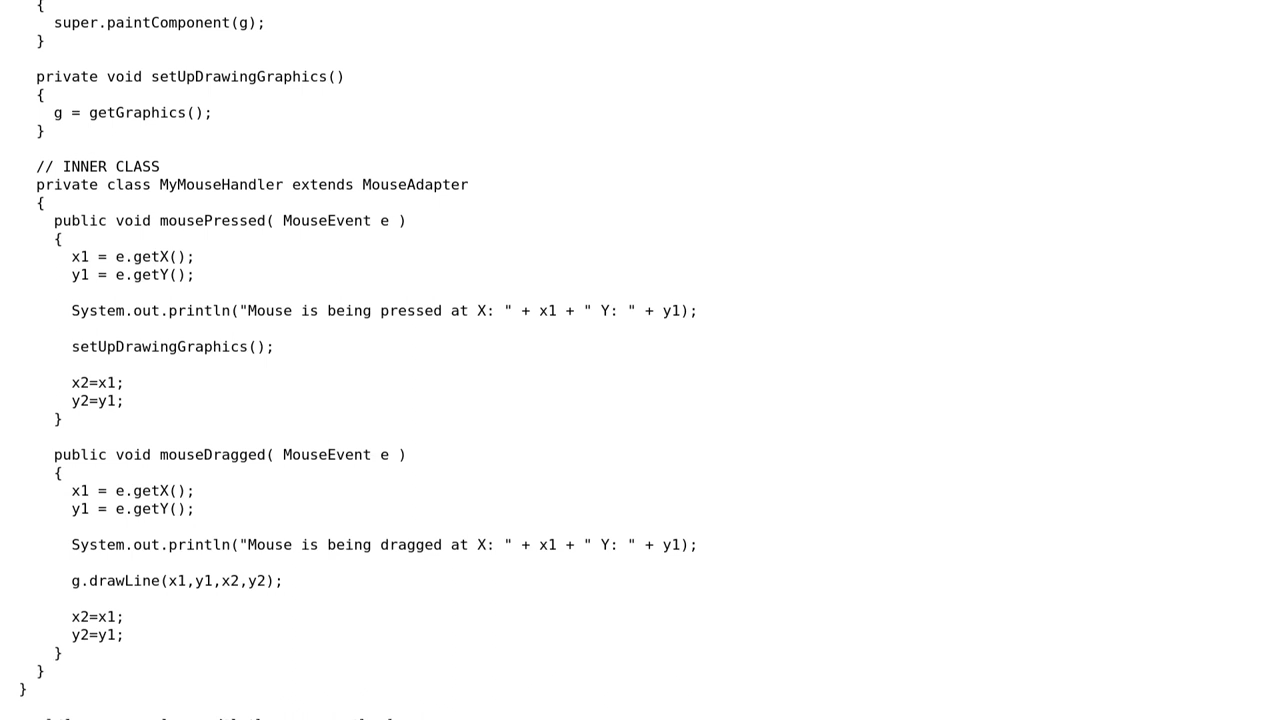 {
super.paintComponent(g);
}
private void setUpDrawingGraphics()
{
g = getGraphics();
}
// INNER CLASS
private class MyMouseHandler extends MouseAdapter
{
public void mousePressed( MouseEvent e )
{
x1 = e.getX();
y1 = e.getY();
System.out.println("Mouse is being pressed at X: " + x1 + " Y: " + y1);
setUpDrawingGraphics();
x2=x1;
y2=y1;
}
public void mouseDragged( MouseEvent e )
{
x1 = e.getX();
y1 = e.getY();
System.out.println("Mouse is being dragged at X: " + x1 + " Y: " + y1);
g.drawLine(x1,y1,x2,y2);
x2=x1;
y2=y1;
}
}
}